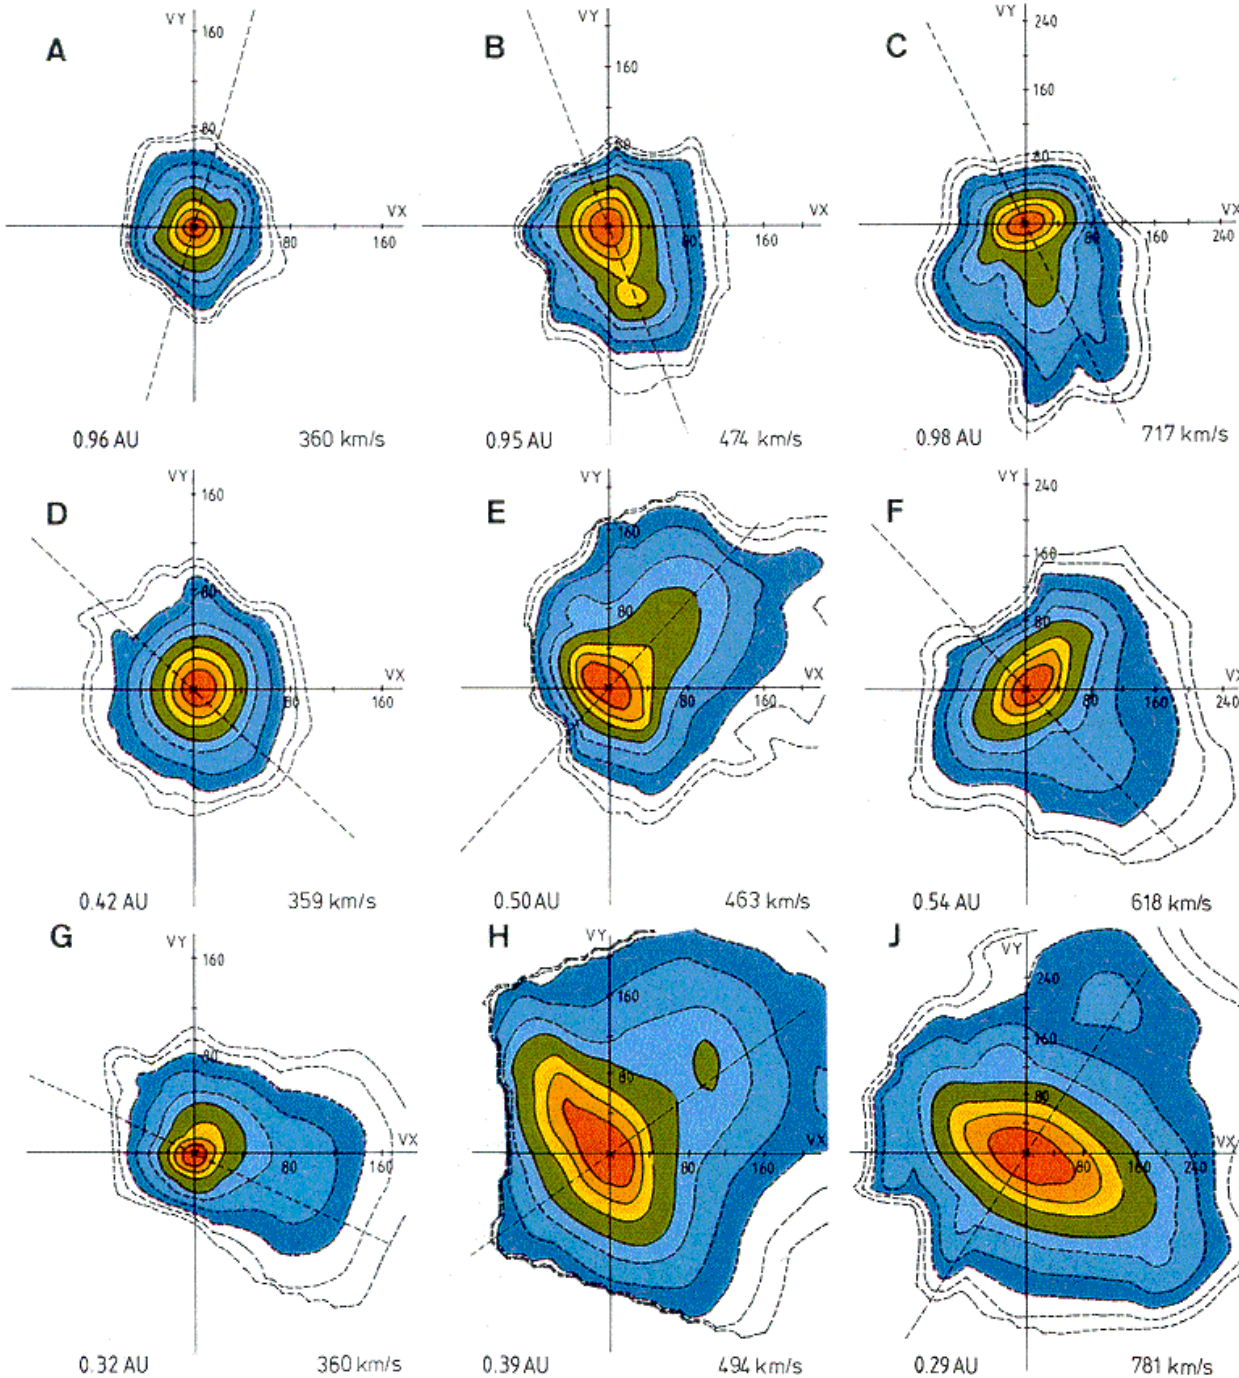 A
VY
160
80
VX
80
160
0.96 AU
360 km/s
B
VY
160
80
VX
80
160
0.95 AU
474 km/s
C
VY
240
160
80
VX
80
160
240
0.98 AU
717 km/s
D
VY
160
80
VX
80
160
0.42 AU
359 km/s
E
160
80
80
160
0.50 AU
463 km/s
F
VY
240
160
80
VX
80
160
240
0.54 AU
618 km/s
G
VY
160
80
VX
80
160
0.32 AU
360 km/s
H
VY
160
80
VX
80
160
0.39 AU
494 km/s
J
VY
240
160
80
VX
80
160
240
0.29 AU
781 km/s